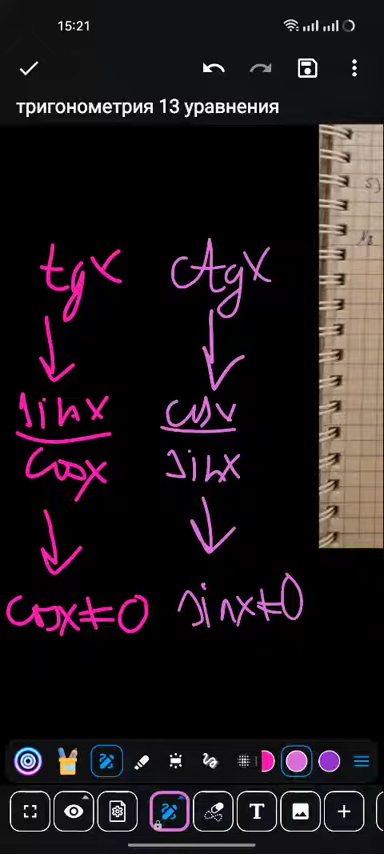 15:21
тригонометрия 13 уравнения
tgx ctgx
sinx cosx
cosx sinx
cosx≠0 sinx≠0
T